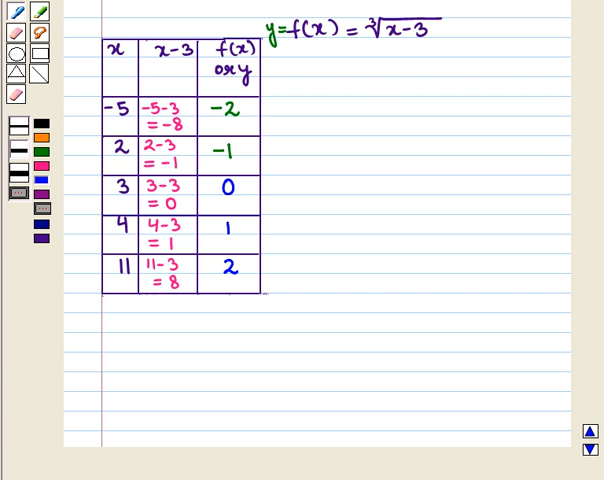 y=f(x) = ∛(x-3)
x x-3 f(x) or y
-5 -5-3 = -8 -2
2 2-3 = -1 -1
3 3-3 = 0 0
4 4-3 = 1 1
11 11-3 = 8 2